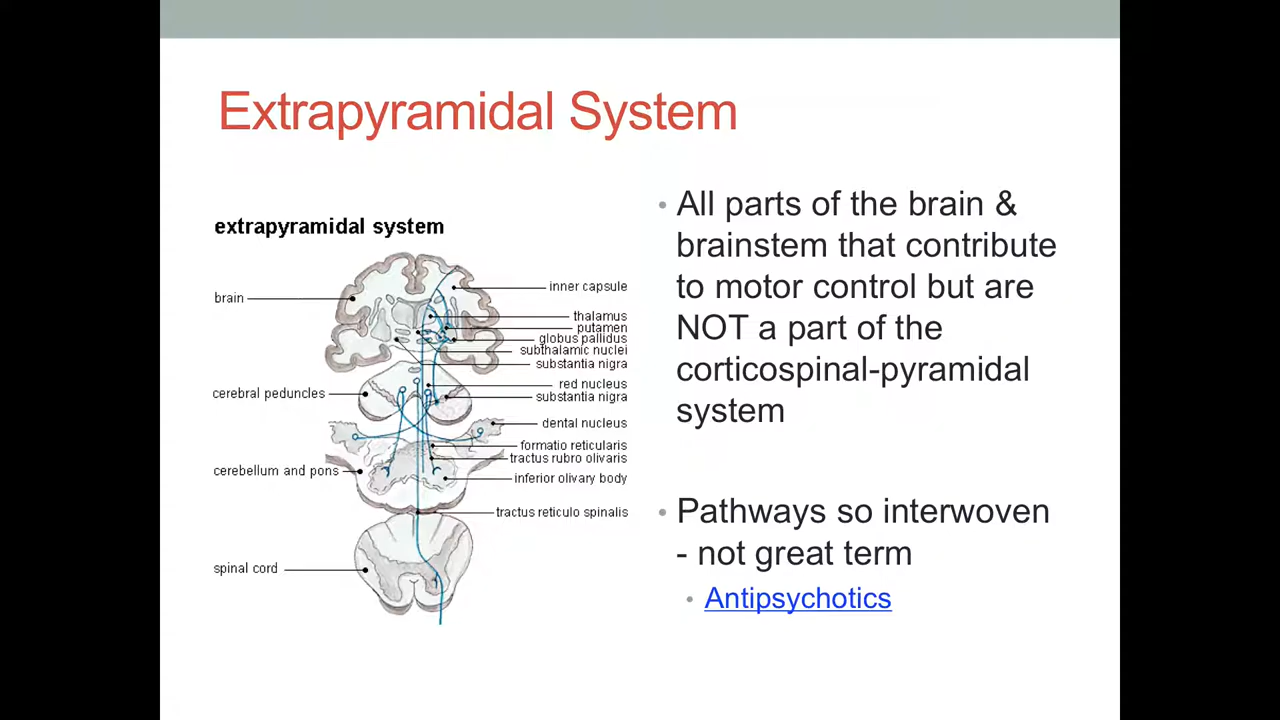 Extrapyramidal System
extrapyramidal system
brain
cerebral peduncles
cerebellum and pons
spinal cord
inner capsule
thalamus
putamen
globus pallidus
subthalamic nuclei
substantia nigra
red nucleus
substantia nigra
dental nucleus
formatio reticularis
tractus rubro olivaris
inferior olivary body
tractus reticulo spinalis
• All parts of the brain &
brainstem that contribute
to motor control but are
NOT a part of the
corticospinal-pyramidal
system
• Pathways so interwoven
- not great term
• Antipsychotics